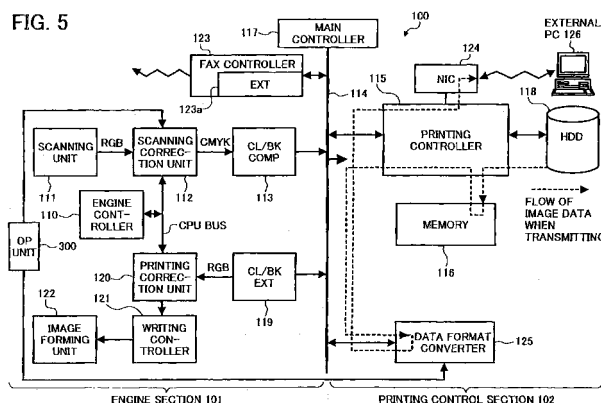 FIG. 5
MAIN
CONTROLLER
117
100
EXTERNAL
PC 126
123
FAX CONTROLLER
EXT
123a
114
124
NIC
115
118
SCANNING
UNIT
111
RGB
SCANNING
CORRECTION
UNIT
112
CMYK
CL/BK
COMP
113
PRINTING
CONTROLLER
HDD
ENGINE CONT-
ROLLER
110
CPU BUS
MEMORY
116
FLOW OF
IMAGE DATA
WHEN
TRANSMITTING
OP
UNIT
300
120
PRINTING
CORREC-
TION UNIT
RGB
CL/BK
EXT
119
122
121
IMAGE
FORMING
UNIT
WRITING
CON-
TROLLER
DATA FORMAT
CONVERTER
125
ENGINE SECTION 101
PRINTING CONTROL SECTION 102